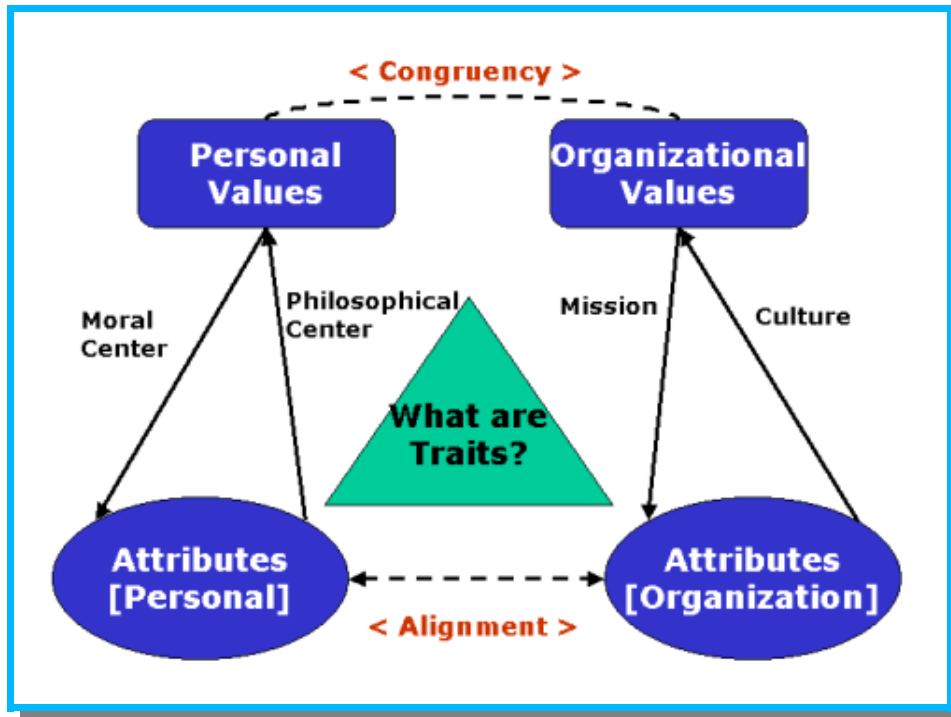 < Congruency >
Personal
Values
Organizational
Values
Moral
Center
Philosophical
Center
Mission
Culture
What are
Traits?
Attributes
[Personal]
Attributes
[Organization]
< Alignment >